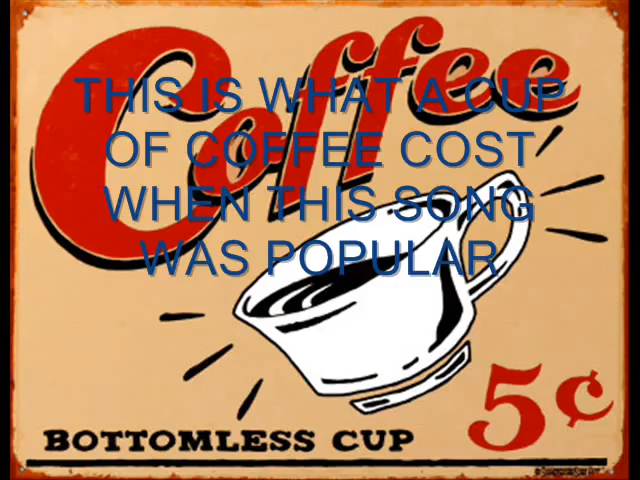 Coffee
THIS IS WHAT A CUP
OF COFFEE COST
WHEN THIS SONG
WAS POPULAR
5¢
BOTTOMLESS CUP